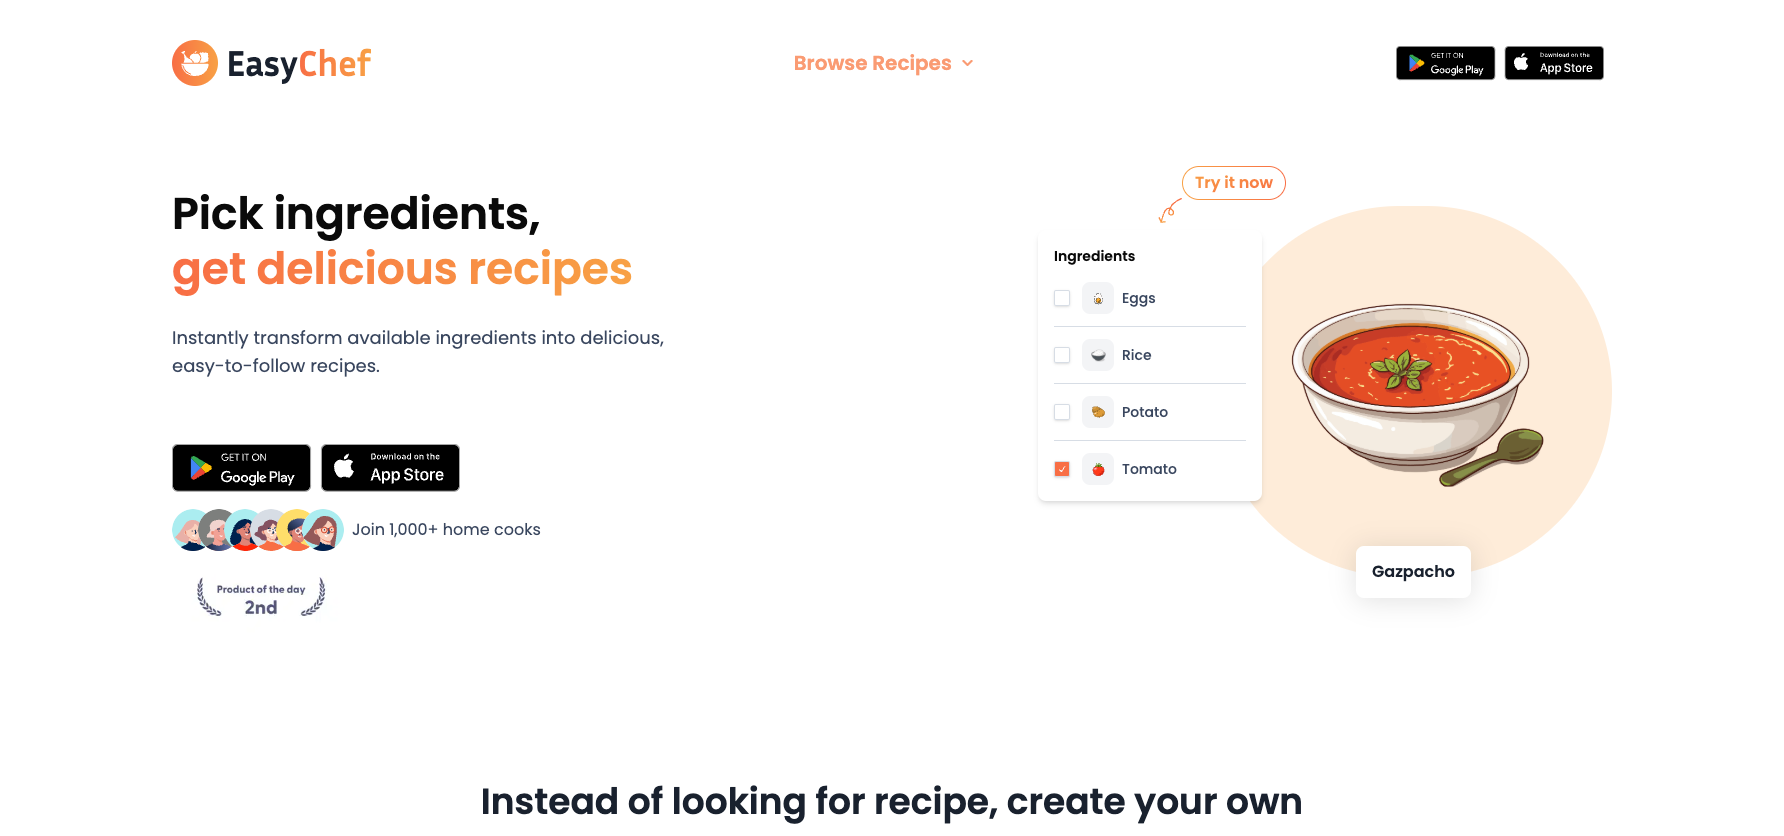 EasyChef
Browse Recipes
GET IT ON
Google Play
Download on the
App Store
Pick ingredients,
get delicious recipes
Instantly transform available ingredients into delicious,
easy-to-follow recipes.
GET IT ON
Google Play
Download on the
App Store
Join 1,000+ home cooks
Product of the day
2nd
Try it now
Ingredients
Eggs
Rice
Potato
Tomato
Gazpacho
Instead of looking for recipe, create your own